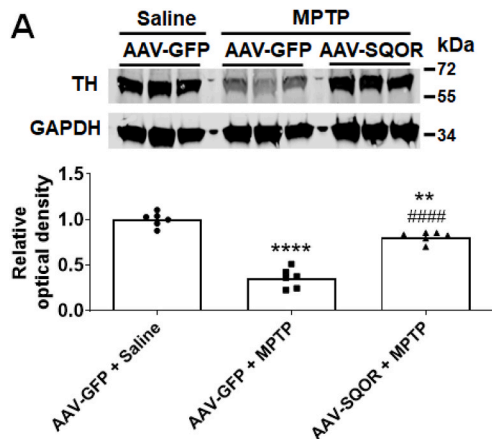 A
Saline MPTP
AAV-GFP AAV-GFP AAV-SQOR kDa
TH
72
55
GAPDH
34
Relative
optical density
1.5
1.0
0.5
0.0
****
**
####
AAV-GFP + Saline
AAV-GFP + MPTP
AAV-SQOR + MPTP